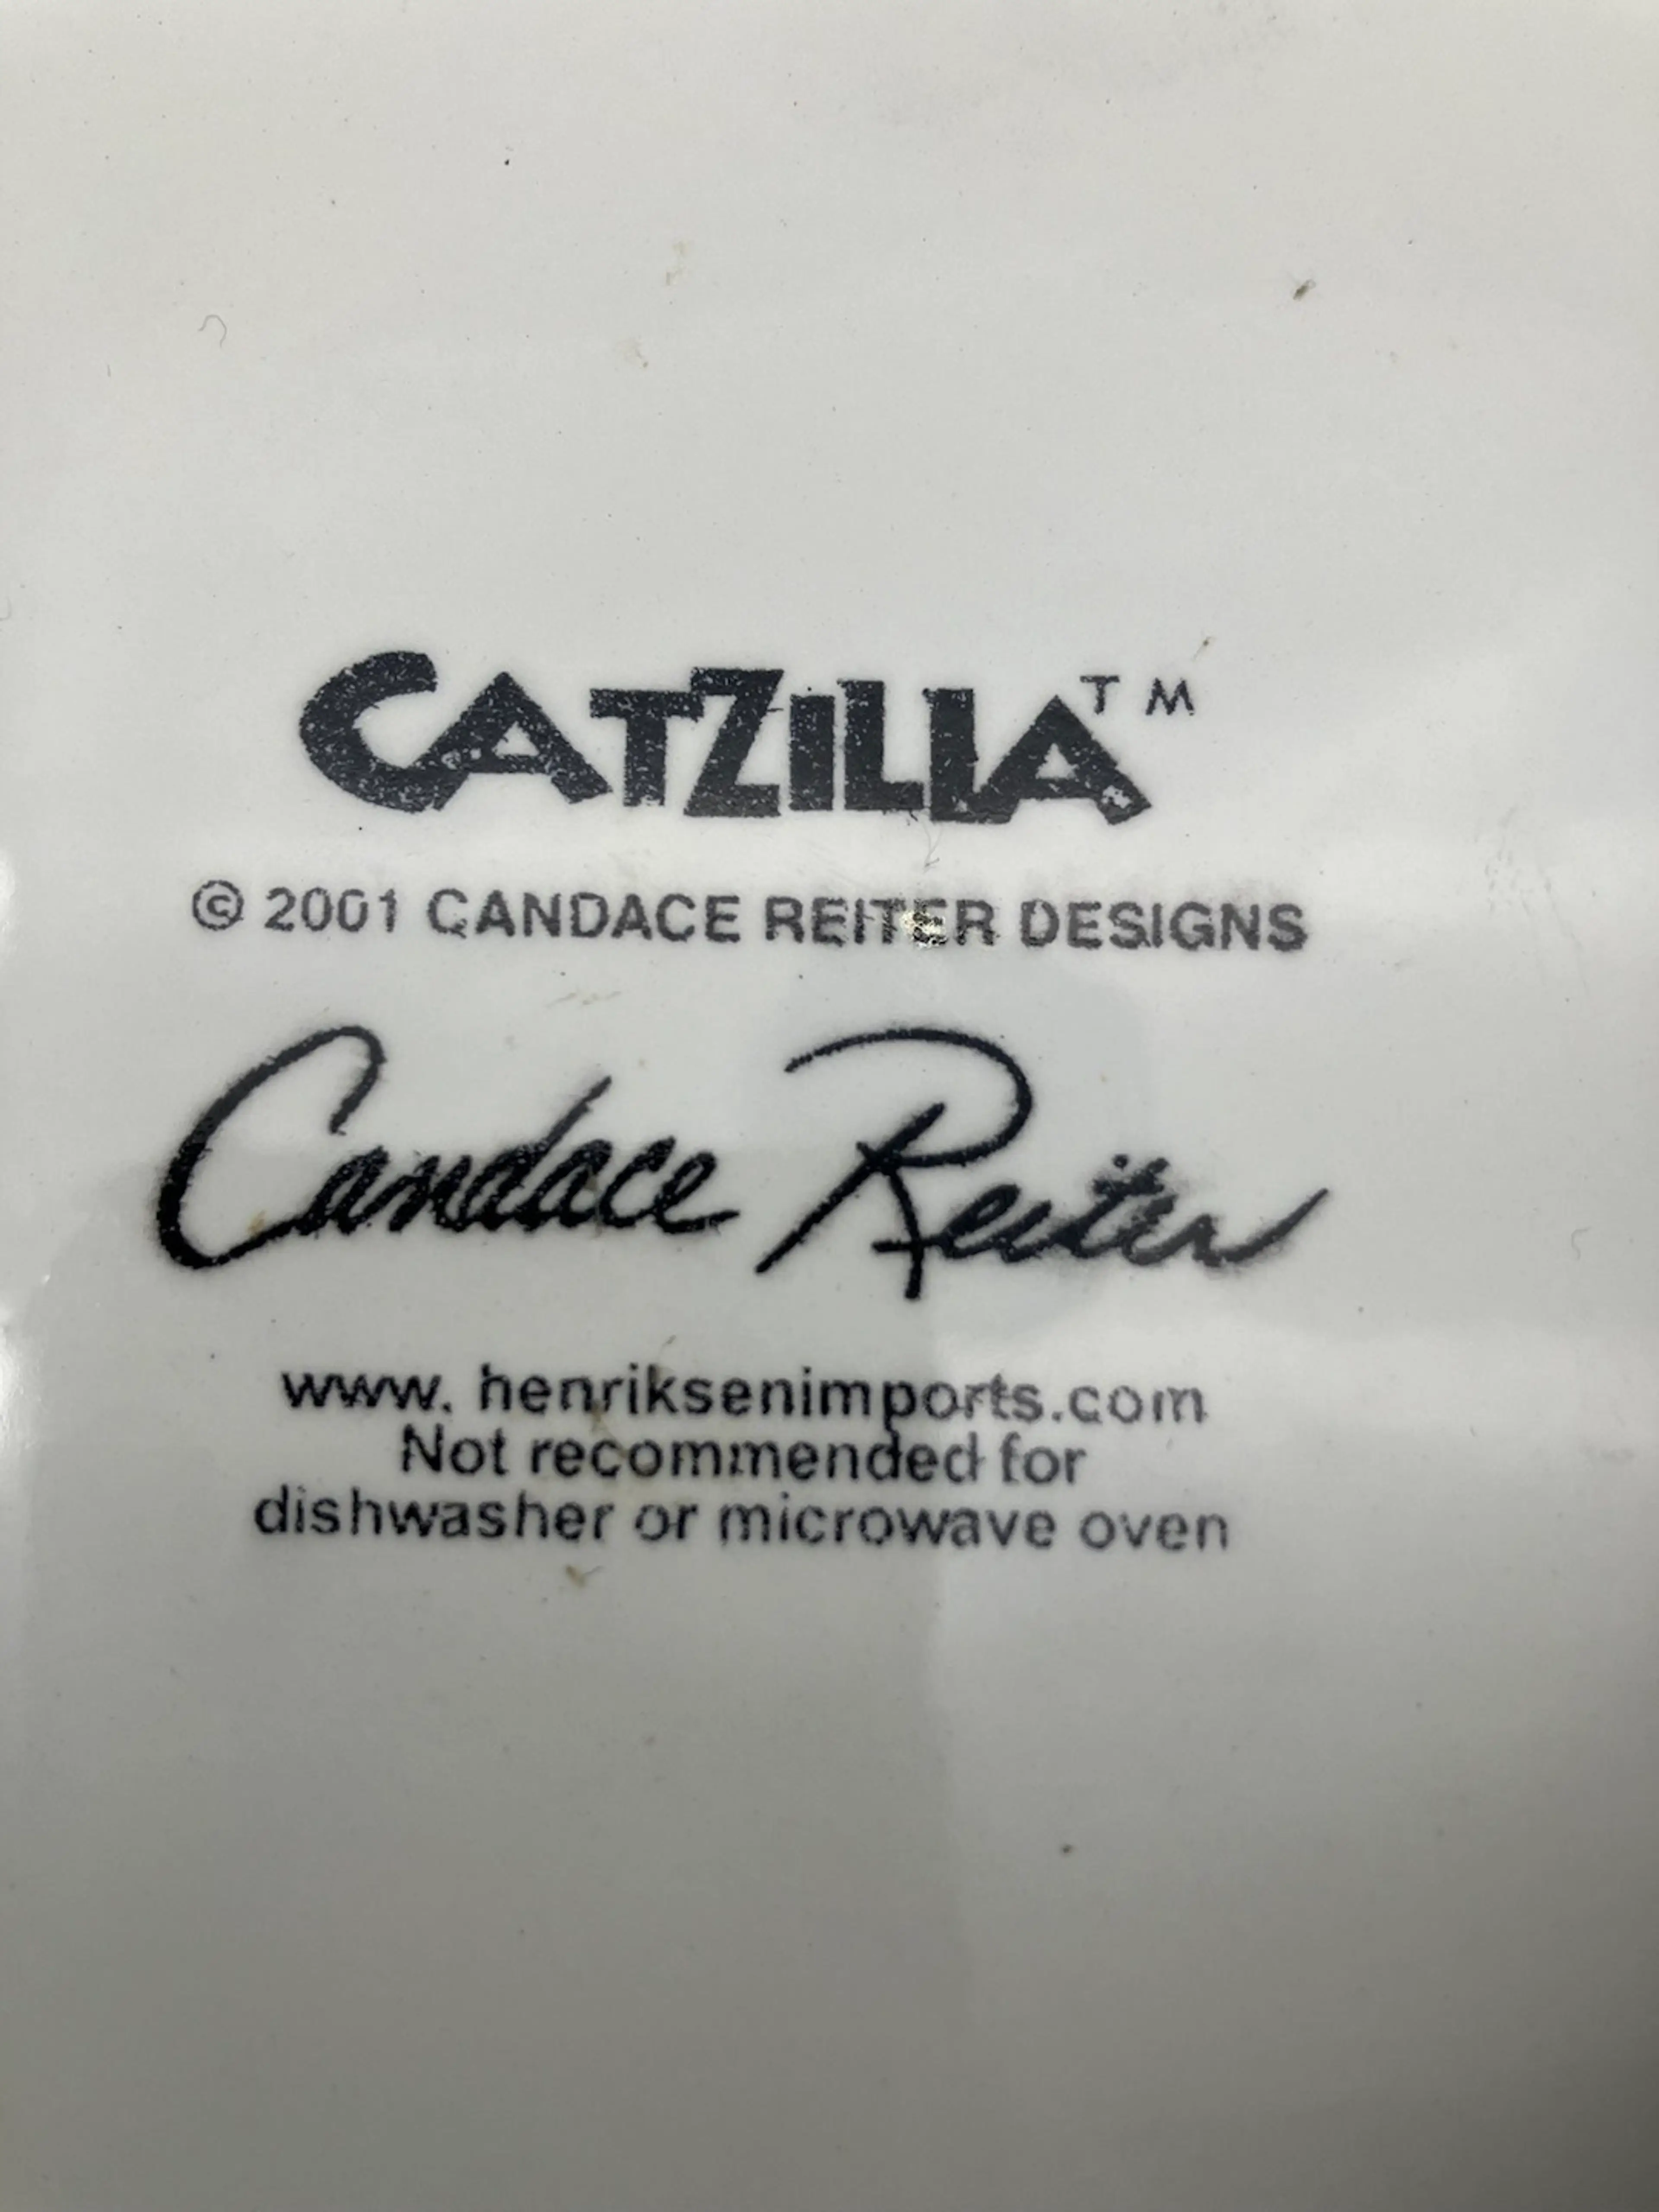 CATZILLA™
© 2001 CANDACE REITER DESIGNS
Candace Reiter
www. henriksenimports.com
Not recommended for
dishwasher or microwave oven